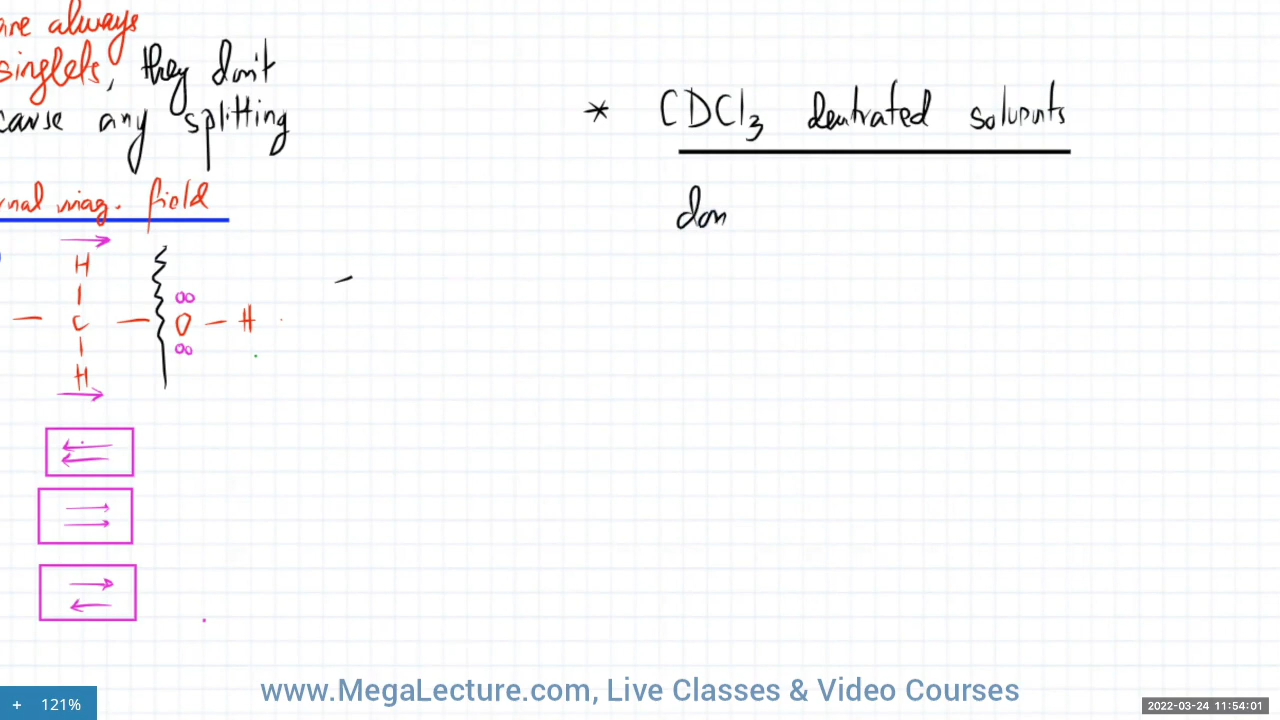 are always
singlets, they don't
cause any splitting
rnal mag. field
H
C
O - H
H
* CDCl3 deutrated solvents
don
www.MegaLecture.com, Live Classes & Video Courses
+ 121%
2022-03-24 11:54:01